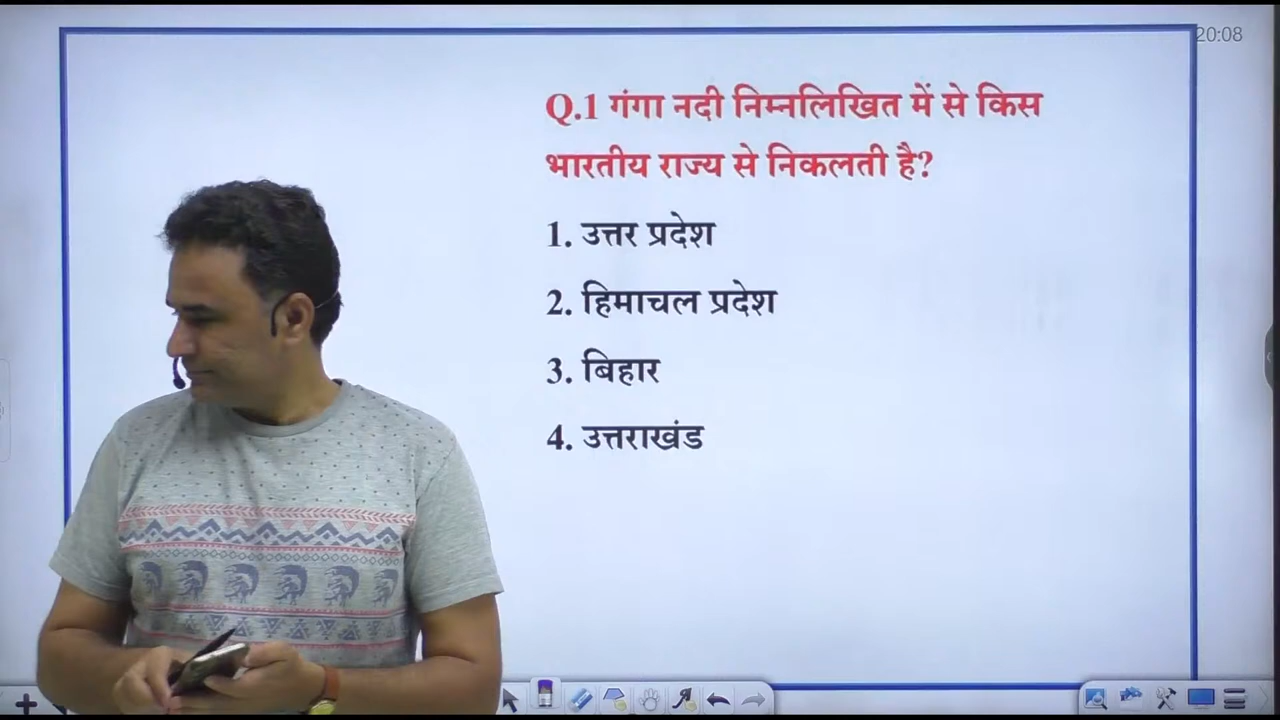 20:08
Q.1 गंगा नदी निम्नलिखित में से किस
भारतीय राज्य से निकलती है?
1. उत्तर प्रदेश
2. हिमाचल प्रदेश
3. बिहार
4. उत्तराखंड